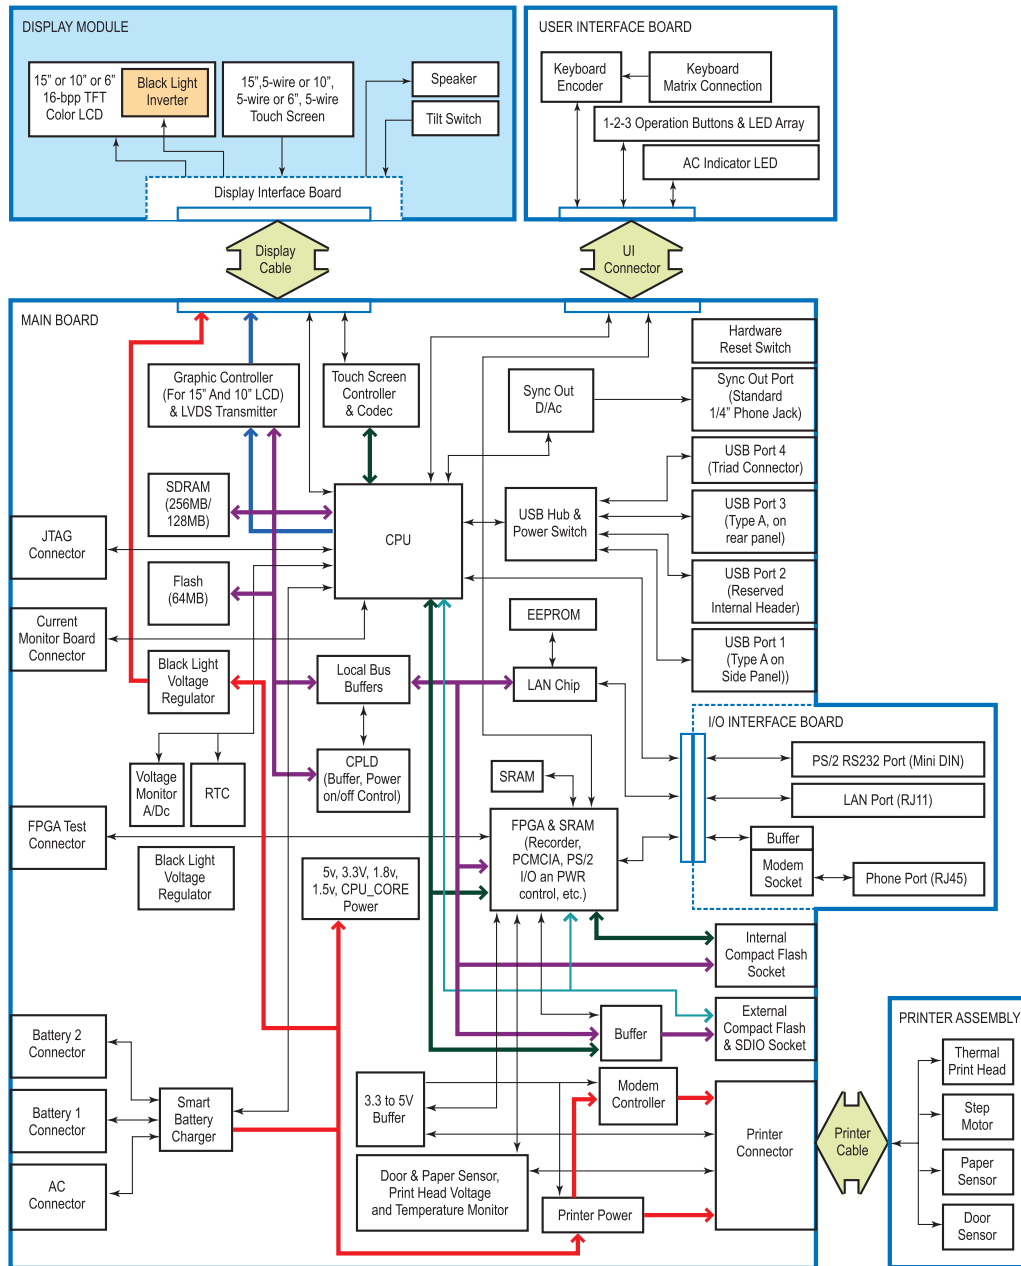 DISPLAY MODULE
15” or 10” or 6”
16-bpp TFT
Color LCD
Black Light
Inverter
15”,5-wire or 10”,
5-wire or 6”, 5-wire
Touch Screen
Speaker
Tilt Switch
Display Interface Board
USER INTERFACE BOARD
Keyboard
Encoder
Keyboard
Matrix Connection
1-2-3 Operation Buttons & LED Array
AC Indicator LED
Display
Cable
UI
Connector
MAIN BOARD
Graphic Controller
(For 15” And 10” LCD)
& LVDS Transmitter
Touch Screen
Controller
& Codec
Sync Out
D/Ac
Hardware
Reset Switch
Sync Out Port
(Standard
1/4” Phone Jack)
USB Port 4
(Triad Connector)
USB Port 3
(Type A, on
rear panel)
USB Port 2
(Reserved
Internal Header)
USB Port 1
(Type A on
Side Panel))
SDRAM
(256MB/
128MB)
CPU
USB Hub &
Power Switch
JTAG
Connector
Flash
(64MB)
Current
Monitor Board
Connector
EEPROM
LAN Chip
Black Light
Voltage
Regulator
Local Bus
Buffers
CPLD
(Buffer, Power
on/off Control)
Voltage
Monitor
A/Dc
RTC
SRAM
I/O INTERFACE BOARD
PS/2 RS232 Port (Mini DIN)
LAN Port (RJ11)
Buffer
Modem
Socket
Phone Port (RJ45)
FPGA Test
Connector
FPGA & SRAM
(Recorder,
PCMCIA, PS/2
I/O an PWR
control, etc.)
Black Light
Voltage
Regulator
5v, 3.3V, 1.8v,
1.5v, CPU_CORE
Power
Internal
Compact Flash
Socket
External
Compact Flash
& SDIO Socket
Buffer
Battery 2
Connector
Battery 1
Connector
AC
Connector
Smart
Battery
Charger
3.3 to 5V
Buffer
Modem
Controller
Door & Paper Sensor,
Print Head Voltage
and Temperature Monitor
Printer Power
Printer
Connector
Printer
Cable
PRINTER ASSEMBLY
Thermal
Print Head
Step
Motor
Paper
Sensor
Door
Sensor